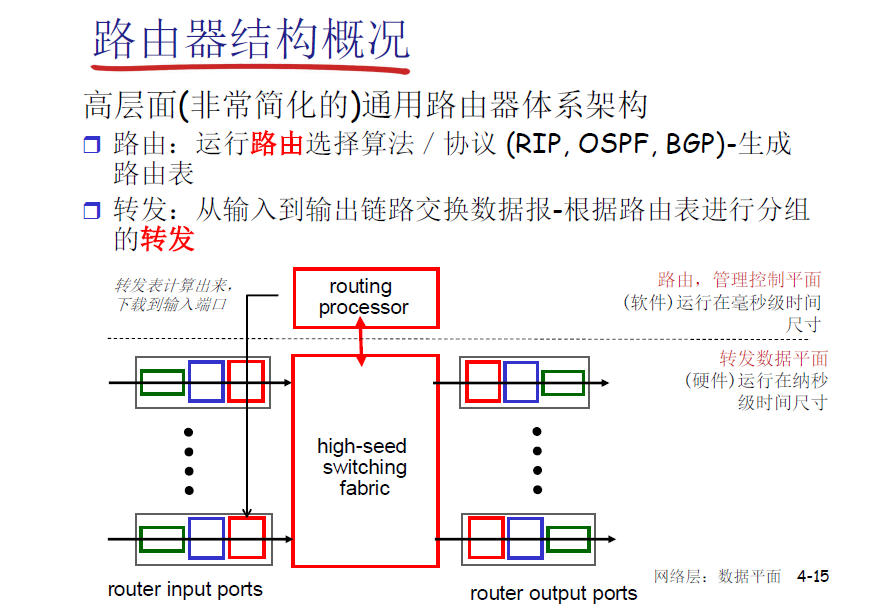 路由器结构概况
高层面(非常简化的)通用路由器体系架构
路由：运行路由选择算法／协议 (RIP, OSPF, BGP)-生成
路由表
转发：从输入到输出链路交换数据报-根据路由表进行分组
的转发
转发表计算出来，
下载到输入端口
routing
processor
路由，管理控制平面
(软件)运行在毫秒级时间
尺寸
转发数据平面
(硬件)运行在纳秒
级时间尺寸
high-seed
switching
fabric
router input ports
router output ports
网络层：数据平面 4-15